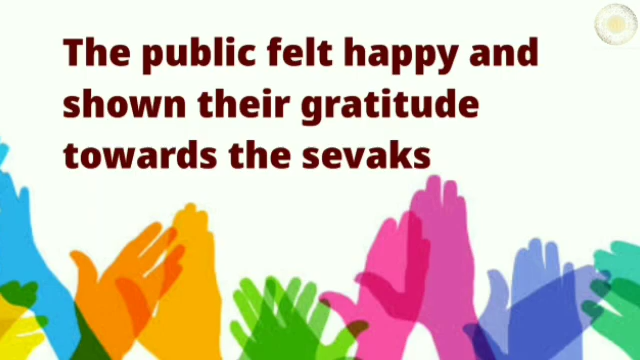 The public felt happy and
shown their gratitude
towards the sevaks